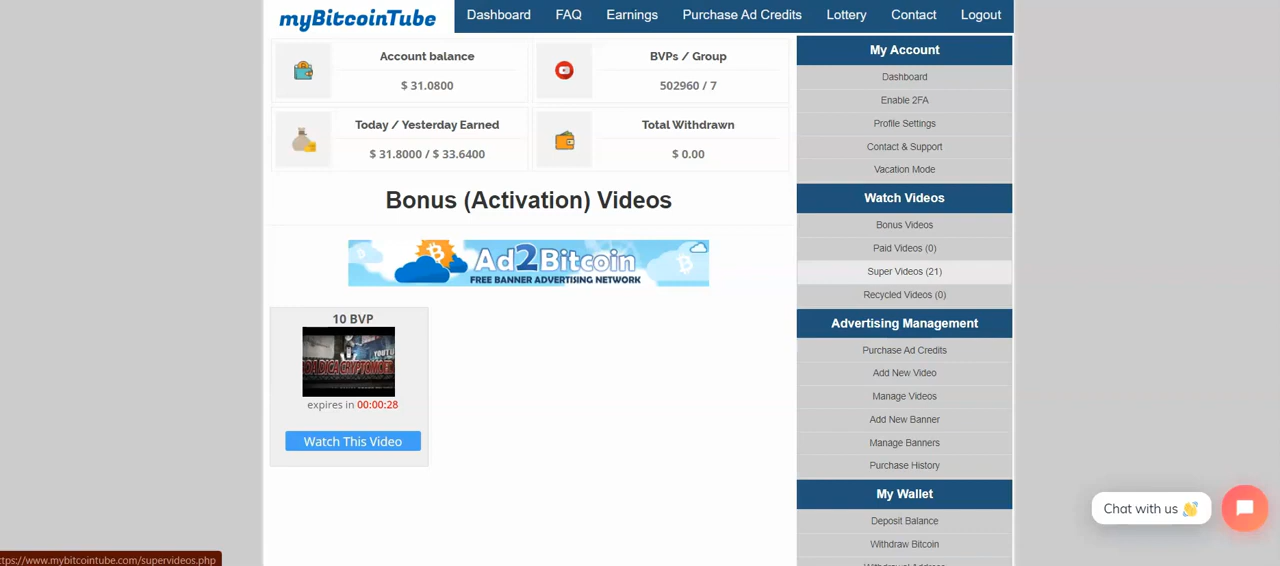 myBitcoinTube
Dashboard FAQ Earnings Purchase Ad Credits Lottery Contact Logout
Account balance
$ 31.0800
BVPs / Group
502960 / 7
Today / Yesterday Earned
$ 31.8000 / $ 33.6400
Total Withdrawn
$ 0.00
Bonus (Activation) Videos
Ad2Bitcoin
FREE BANNER ADVERTISING NETWORK
10 BVP
YOUTU
DICA CRYPTOMOE
expires in 00:00:28
Watch This Video
My Account
Dashboard
Enable 2FA
Profile Settings
Contact & Support
Vacation Mode
Watch Videos
Bonus Videos
Paid Videos (0)
Super Videos (21)
Recycled Videos (0)
Advertising Management
Purchase Ad Credits
Add New Video
Manage Videos
Add New Banner
Manage Banners
Purchase History
My Wallet
Deposit Balance
Withdraw Bitcoin
Withdrawal Address
Chat with us 👋
ttps://www.mybitcointube.com/supervideos.php